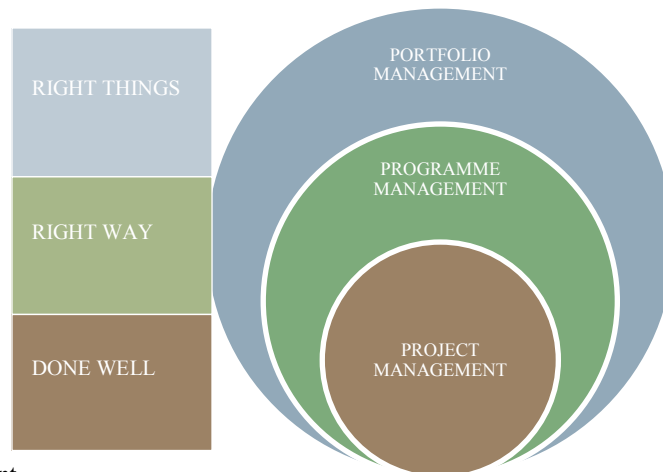 RIGHT THINGS
RIGHT WAY
DONE WELL
PORTFOLIO
MANAGEMENT
PROGRAMME
MANAGEMENT
PROJECT
MANAGEMENT